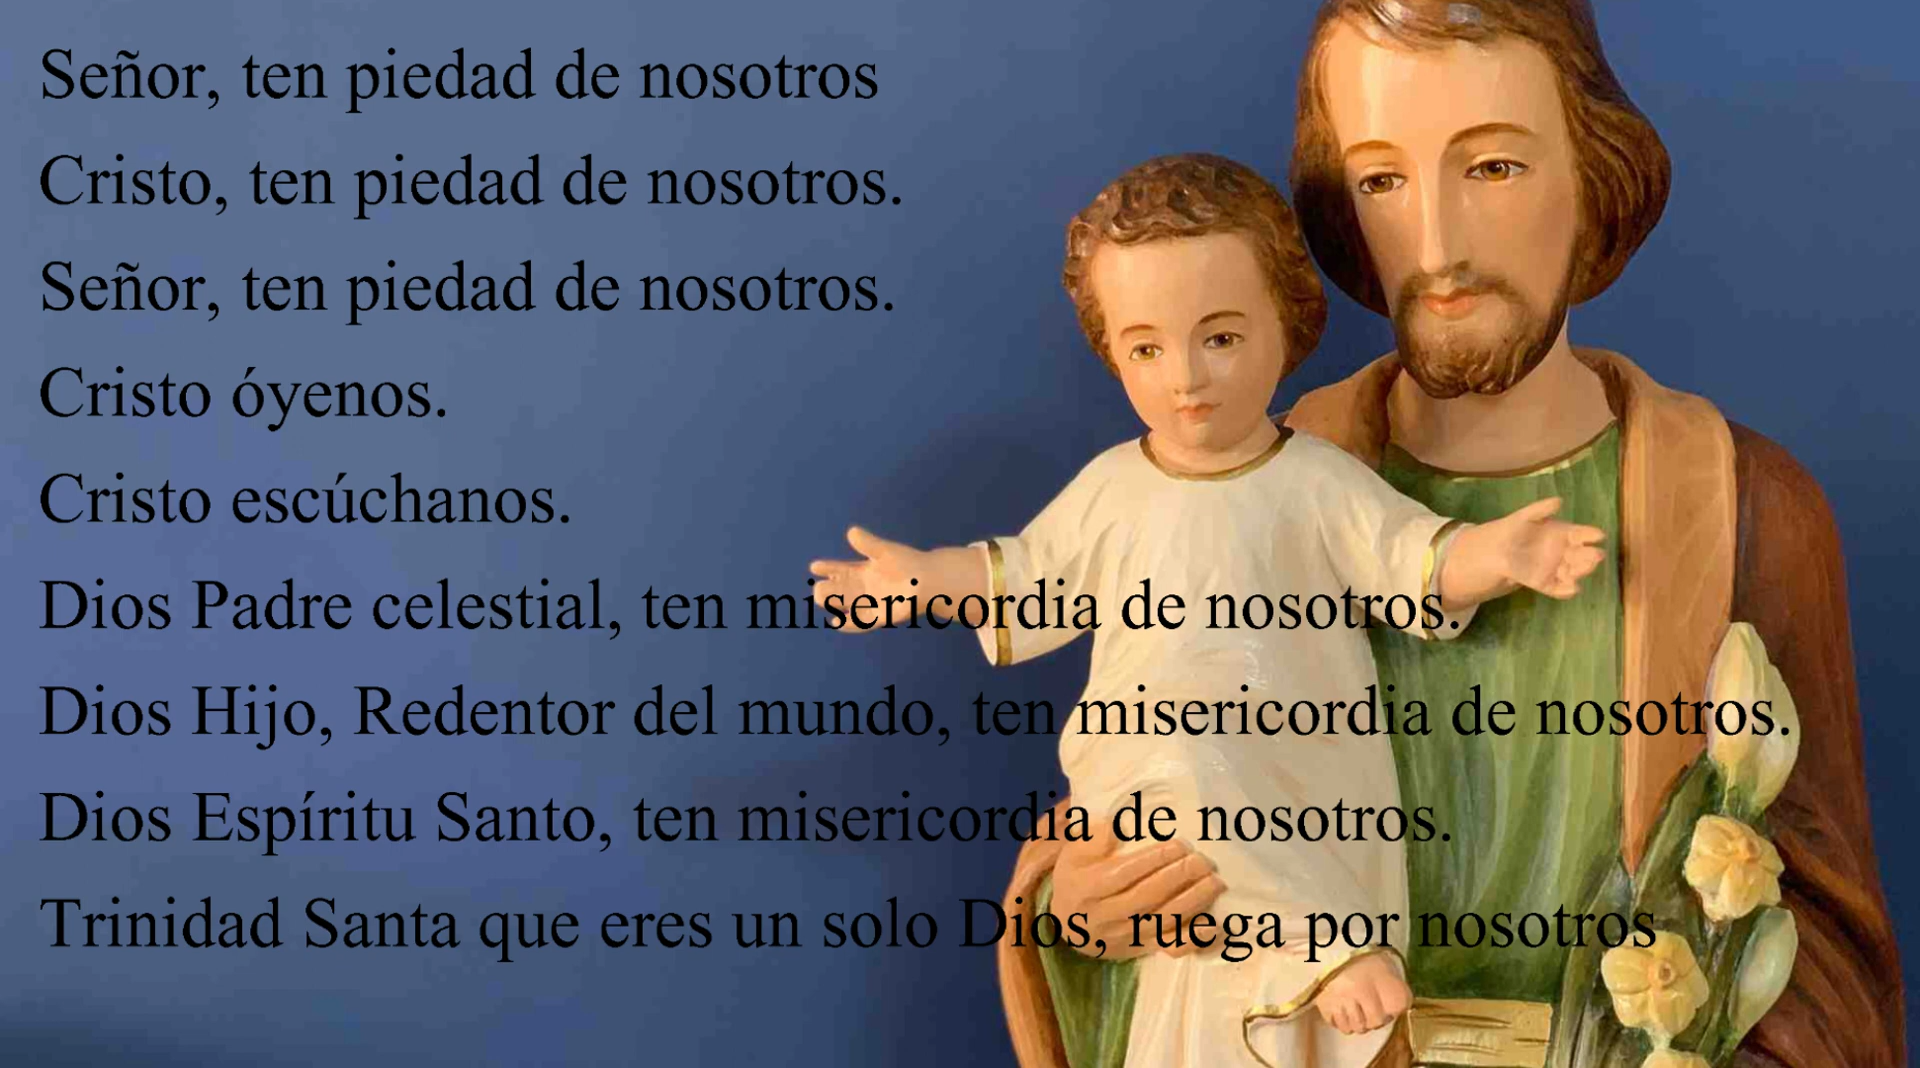 Señor, ten piedad de nosotros
Cristo, ten piedad de nosotros.
Señor, ten piedad de nosotros.
Cristo óyenos.
Cristo escúchanos.
Dios Padre celestial, ten misericordia de nosotros.
Dios Hijo, Redentor del mundo, ten misericordia de nosotros.
Dios Espíritu Santo, ten misericordia de nosotros.
Trinidad Santa que eres un solo Dios, ruega por nosotros